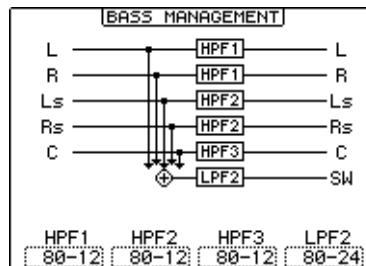 BASS MANAGEMENT
L HPF1 L
R HPF1 R
Ls HPF2 Ls
Rs HPF2 Rs
C HPF3 C
LPF2 SW
HPF1 HPF2 HPF3 LPF2
80-12 80-12 80-12 80-24